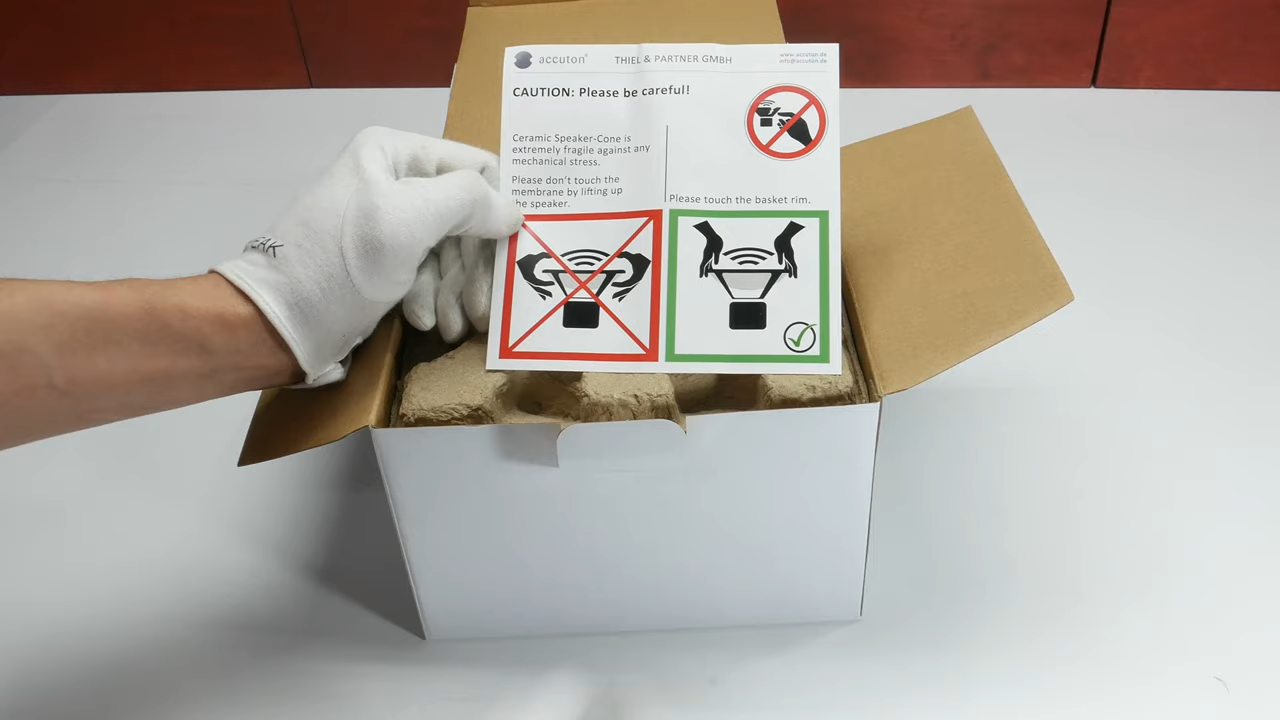 accuton®
THIEL & PARTNER GMBH
www.accuton.de
info@accuton.de
CAUTION: Please be careful!
Ceramic Speaker-Cone is
extremely fragile against any
mechanical stress.
Please don't touch the
membrane by lifting up
the speaker.
Please touch the basket rim.